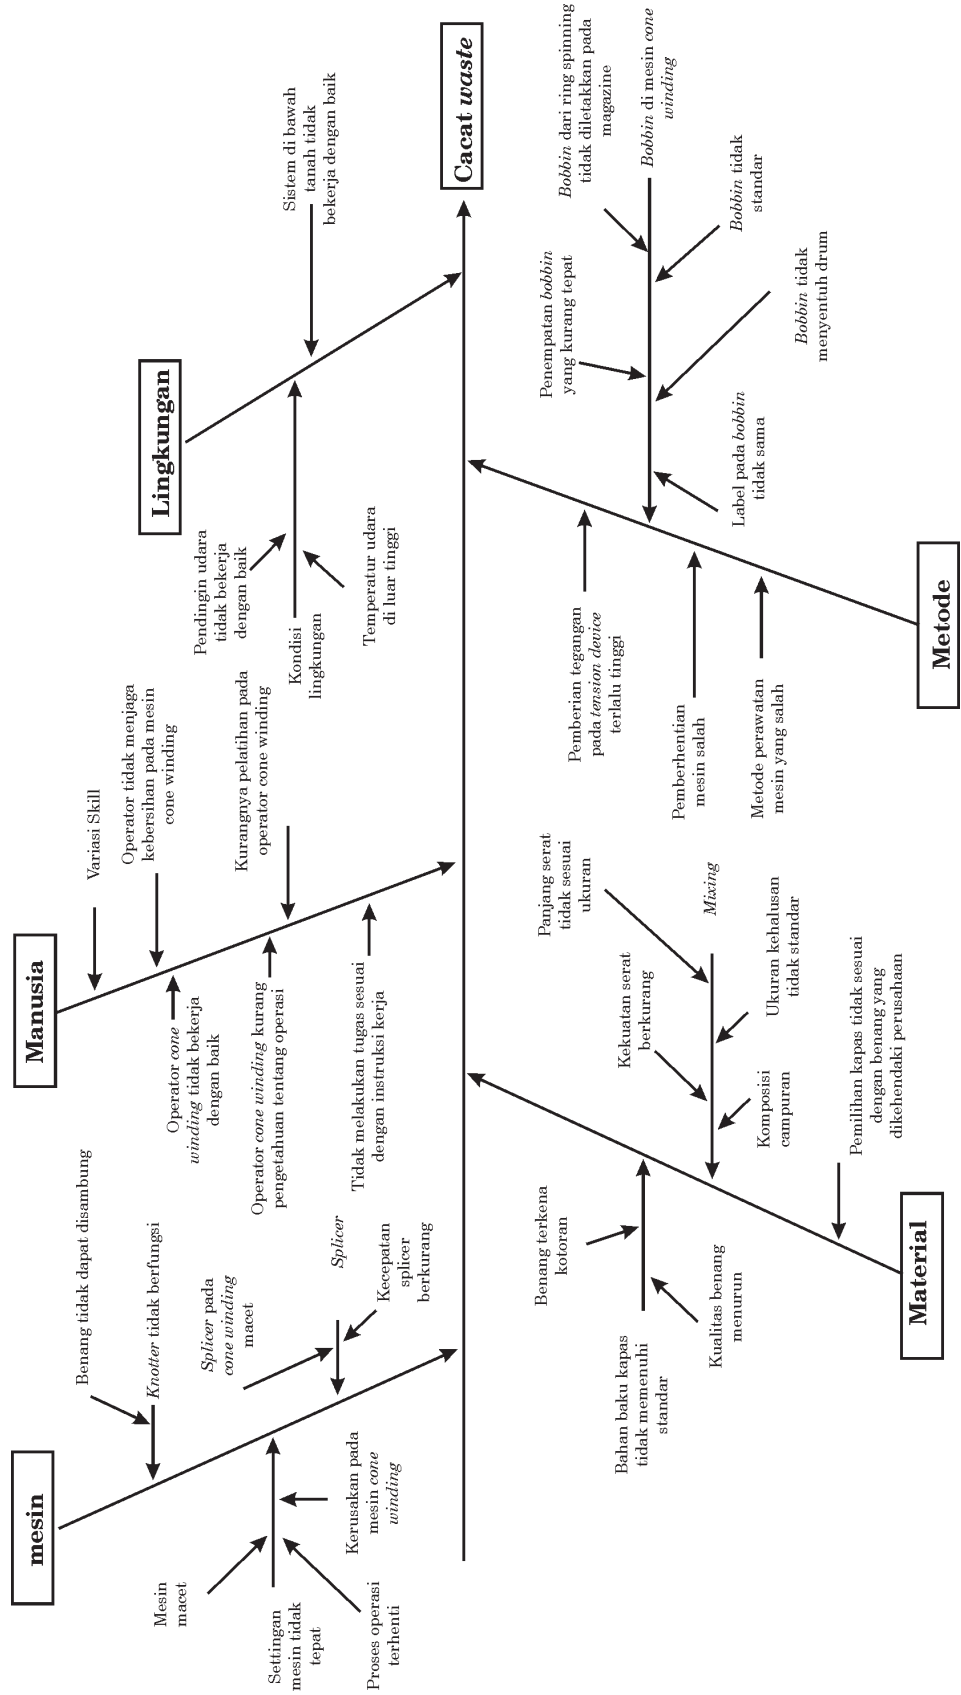 mesin
Benang tidak dapat disambung
Knotter tidak berfungsi
Mesin
macet
Settingan
mesin tidak
tepat
Proses operasi
terhenti
Kerusakan pada
mesin cone
winding
Splicer pada
cone winding
macet
Splicer
Kecepatan
splicer
berkurang
Manusia
Variasi Skill
Operator tidak menjaga
kebersihan pada mesin
cone winding
Operator cone
winding tidak bekerja
dengan baik
Kurangnya pelatihan pada
operator cone winding
Operator cone winding kurang
pengetahuan tentang operasi
Tidak melakukan tugas sesuai
dengan instruksi kerja
Lingkungan
Sistem di bawah
tanah tidak
bekerja dengan baik
Pendingin udara
tidak bekerja
dengan baik
Kondisi
lingkungan
Temperatur udara
di luar tinggi
Cacat waste
Material
Benang terkena
kotoran
Bahan baku kapas
tidak memenuhi
standar
Kualitas benang
menurun
Panjang serat
tidak sesuai
ukuran
Kekuatan serat
berkurang
Mixing
Ukuran kehalusan
tidak standar
Komposisi
campuran
Pemilihan kapas tidak sesuai
dengan benang yang
dikehendaki perusahaan
Metode
Pemberian tegangan
pada tension device
terlalu tinggi
Pemberhentian
mesin salah
Metode perawatan
mesin yang salah
Penempatan bobbin
yang kurang tepat
Bobbin dari ring spinning
tidak diletakkan pada
magazine
Bobbin di mesin cone
winding
Bobbin tidak
standar
Bobbin tidak
menyentuh drum
Label pada bobbin
tidak sama